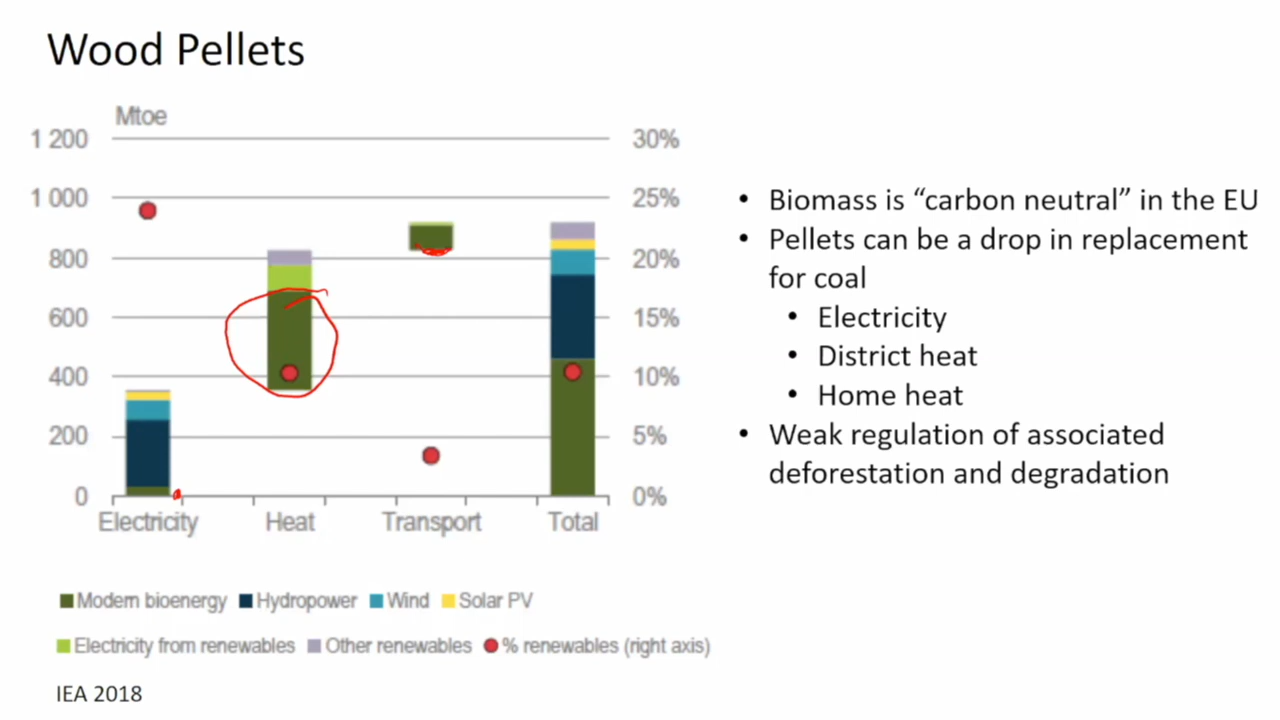 Wood Pellets
Mtoe
1 200
1 000
800
600
400
200
0
30%
25%
20%
15%
10%
5%
0%
Electricity Heat Transport Total
Modern bioenergy Hydropower Wind Solar PV
Electricity from renewables Other renewables % renewables (right axis)
IEA 2018
• Biomass is “carbon neutral” in the EU
• Pellets can be a drop in replacement
for coal
• Electricity
• District heat
• Home heat
• Weak regulation of associated
deforestation and degradation